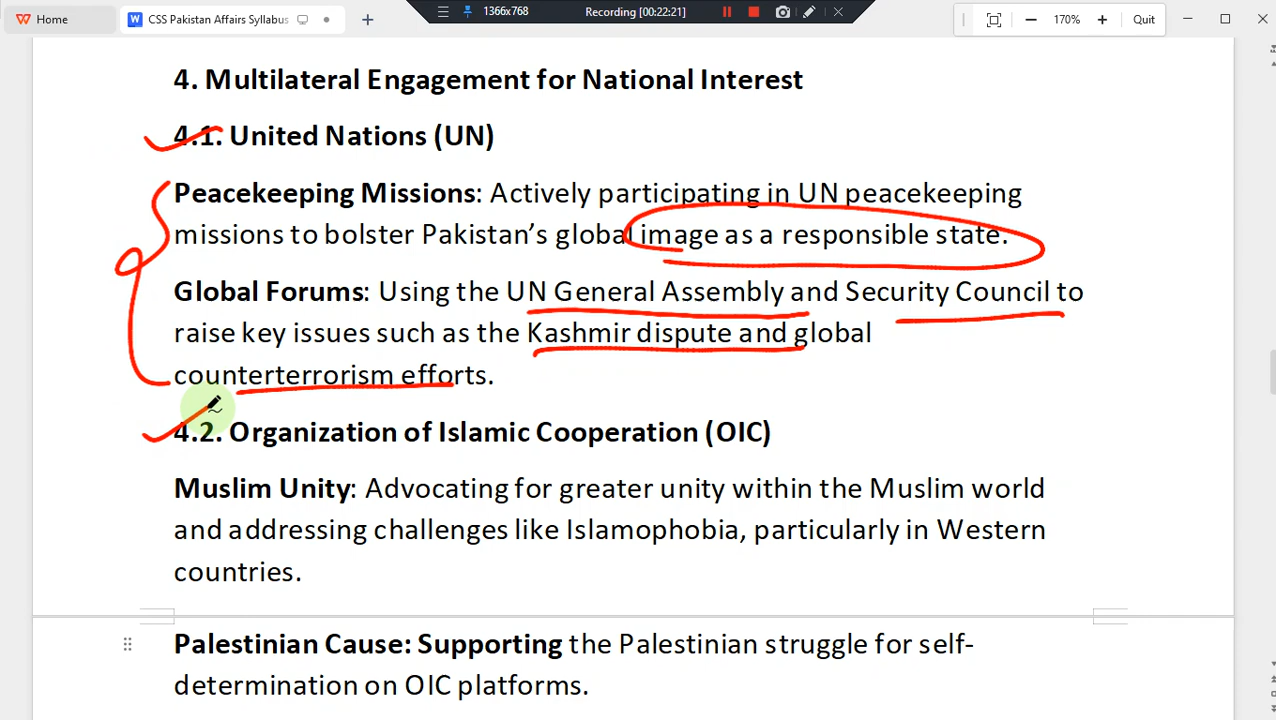 Home
CSS Pakistan Affairs Syllabus
1366x768
Recording [00:22:21]
170%
Quit
4. Multilateral Engagement for National Interest
4.1. United Nations (UN)
Peacekeeping Missions: Actively participating in UN peacekeeping
missions to bolster Pakistan’s global image as a responsible state.
Global Forums: Using the UN General Assembly and Security Council to
raise key issues such as the Kashmir dispute and global
counterterrorism efforts.
4.2. Organization of Islamic Cooperation (OIC)
Muslim Unity: Advocating for greater unity within the Muslim world
and addressing challenges like Islamophobia, particularly in Western
countries.
Palestinian Cause: Supporting the Palestinian struggle for self-
determination on OIC platforms.